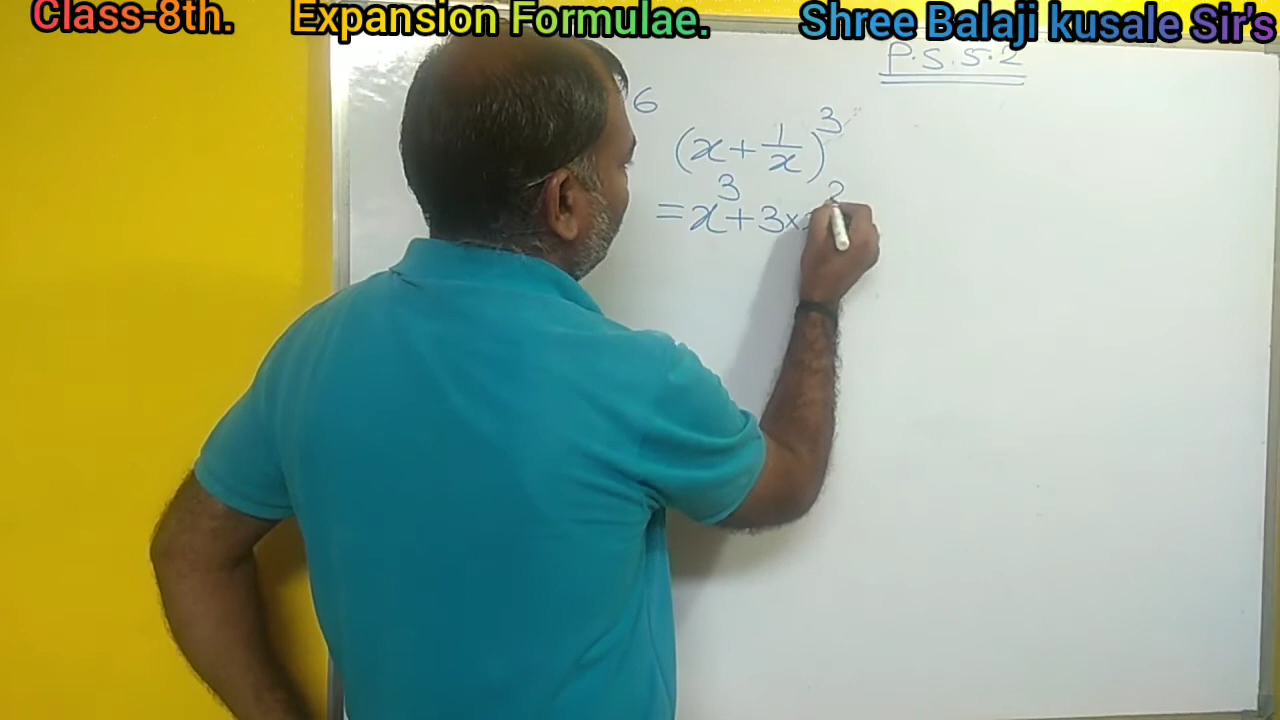 Class-8th. Expansion Formulae. Shree Balaji kusale Sir's
P.S.5.2
6
(x + 1/x)³
= x³ + 3 × x²